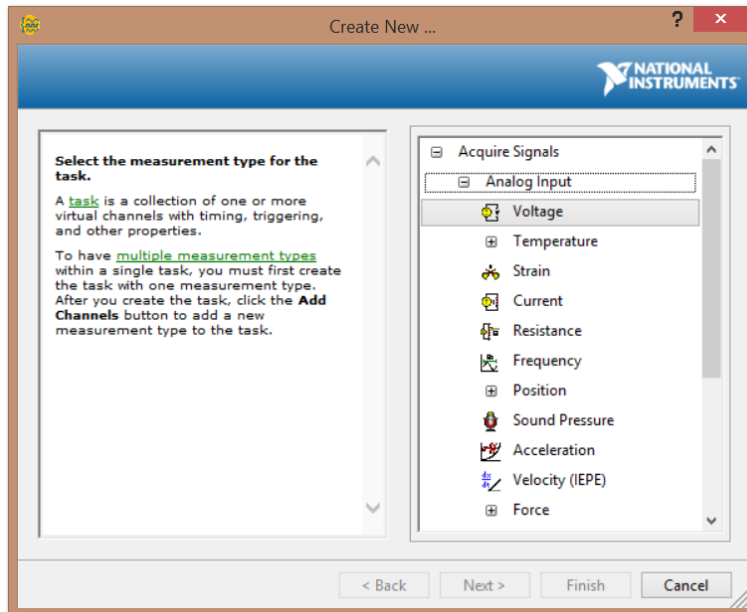 Create New ...
? ×
NATIONAL
INSTRUMENTS
Select the measurement type for the
task.
A task is a collection of one or more
virtual channels with timing, triggering,
and other properties.
To have multiple measurement types
within a single task, you must first create
the task with one measurement type.
After you create the task, click the Add
Channels button to add a new
measurement type to the task.
Acquire Signals
Analog Input
Voltage
Temperature
Strain
Current
Resistance
Frequency
Position
Sound Pressure
Acceleration
Velocity (IEPE)
Force
< Back
Next >
Finish
Cancel